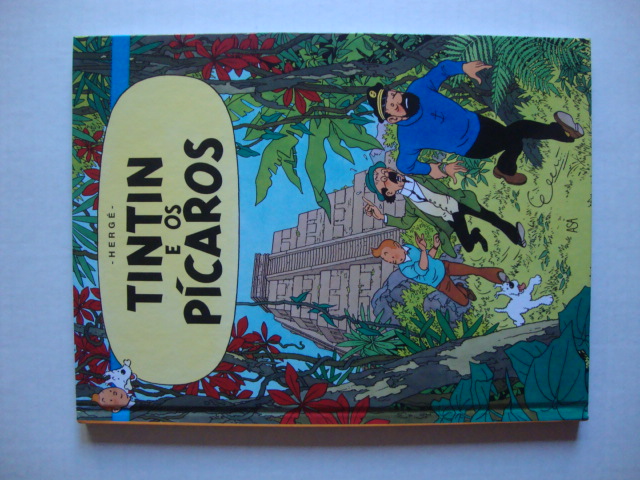 - HERGÉ -
TINTIN
E OS
PÍCAROS